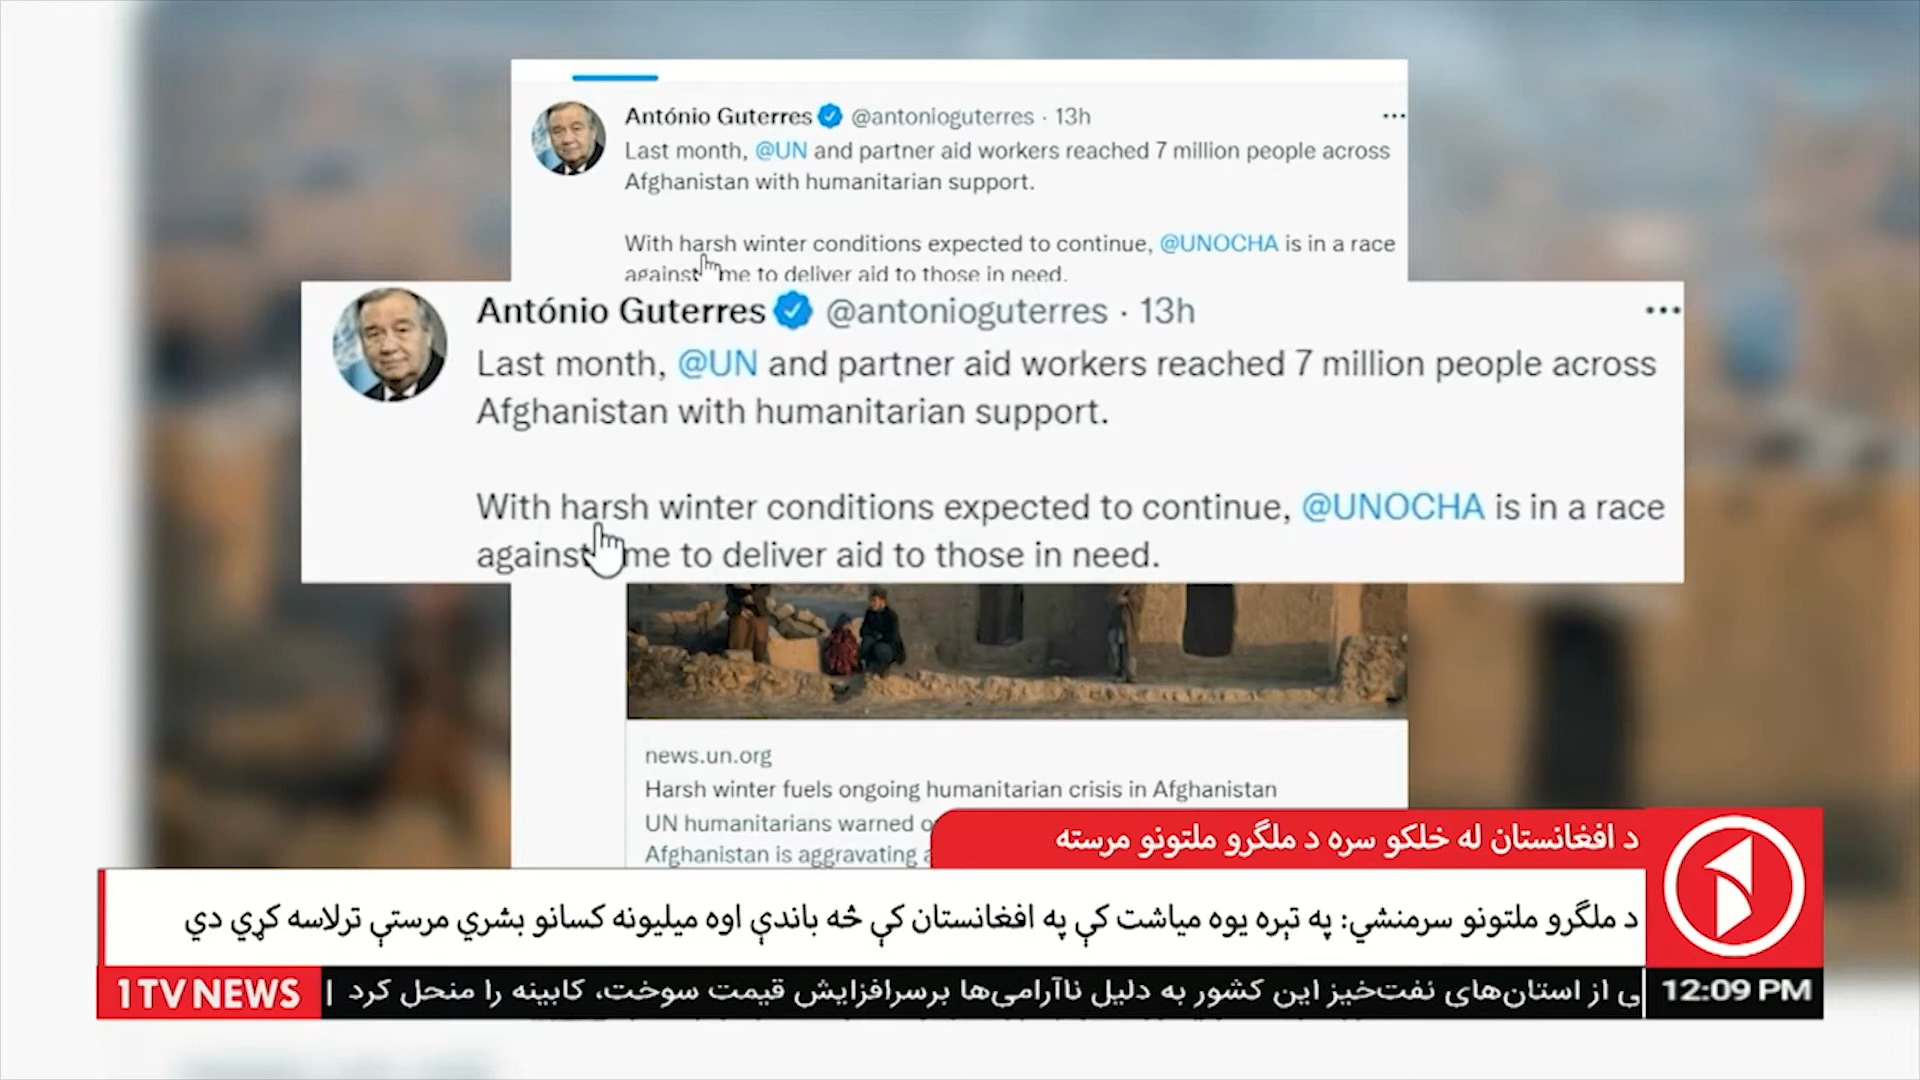 António Guterres @antonioguterres · 13h
Last month, @UN and partner aid workers reached 7 million people across
Afghanistan with humanitarian support.
With harsh winter conditions expected to continue, @UNOCHA is in a race
against me to deliver aid to those in need.
António Guterres @antonioguterres · 13h
Last month, @UN and partner aid workers reached 7 million people across
Afghanistan with humanitarian support.
With harsh winter conditions expected to continue, @UNOCHA is in a race
against me to deliver aid to those in need.
news.un.org
Harsh winter fuels ongoing humanitarian crisis in Afghanistan
UN humanitarians warned
Afghanistan is aggravating
د افغانستان له خلکو سره د ملګرو ملتونو مرسته
د ملګرو ملتونو سرمنشي: په تېره یوه میاشت کې په افغانستان کې څه باندې اوه میلیونه کسانو بشري مرستې ترلاسه کړي دي
1TV NEWS
ی از استان‌های نفت‌خیز این کشور به دلیل ناآرامی‌ها برسرافزایش قیمت سوخت، کابینه را منحل کرد |
12:09 PM